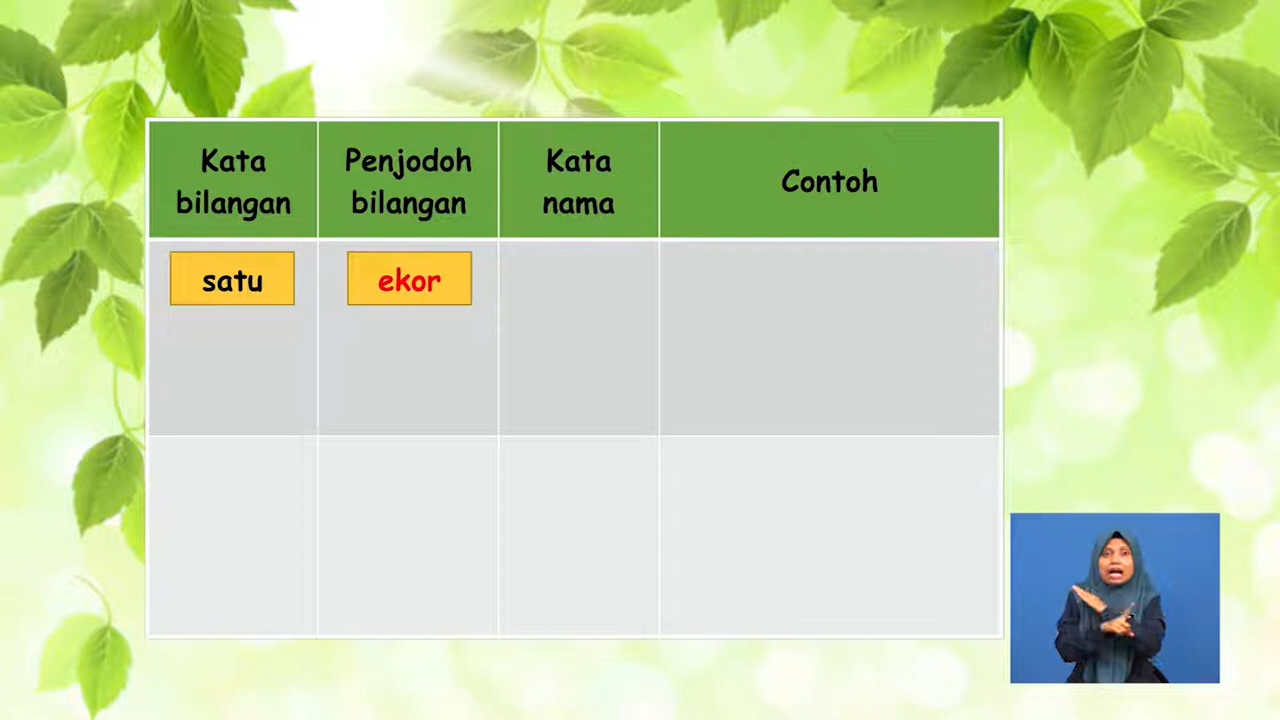 Kata
bilangan
Penjodoh
bilangan
Kata
nama
Contoh
satu
ekor